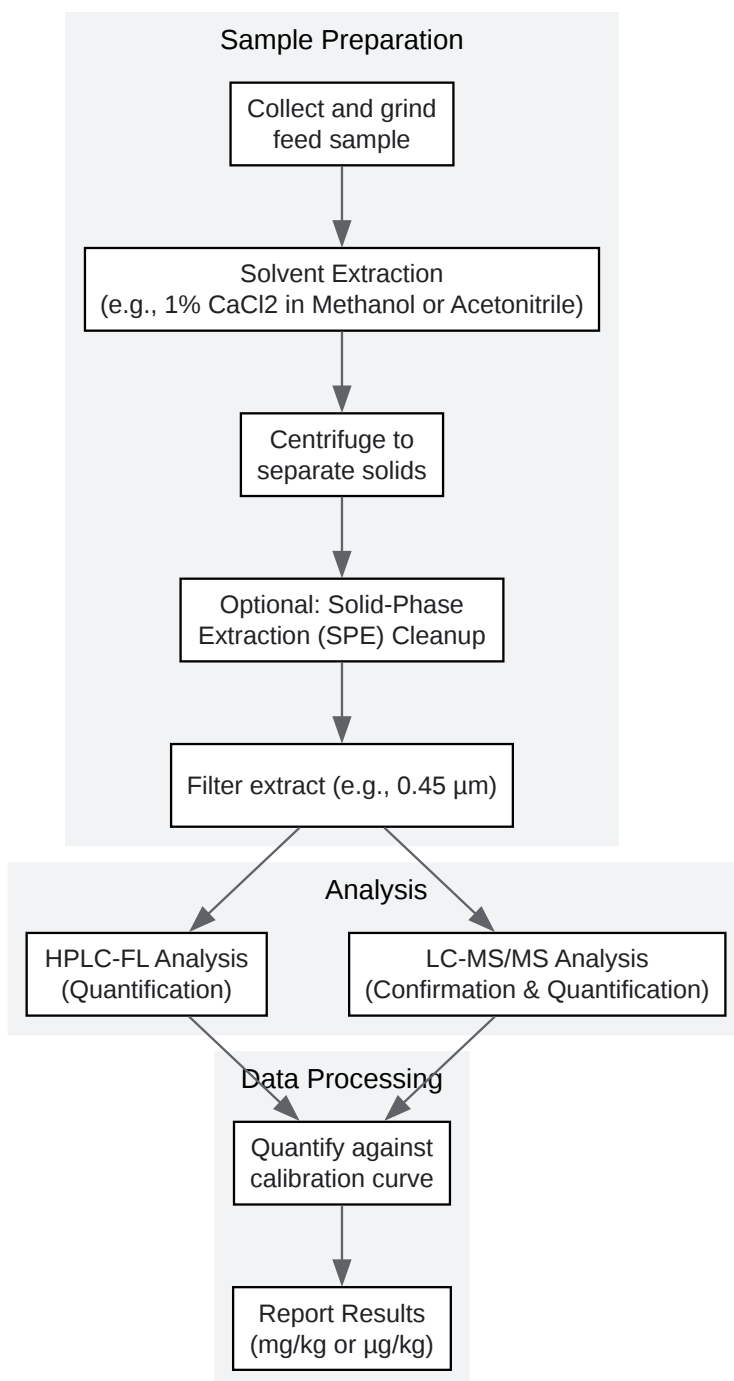 Sample Preparation
Collect and grind
feed sample
Solvent Extraction
(e.g., 1% CaCl2 in Methanol or Acetonitrile)
Centrifuge to
separate solids
Optional: Solid-Phase
Extraction (SPE) Cleanup
Filter extract (e.g., 0.45 µm)
Analysis
HPLC-FL Analysis
(Quantification)
LC-MS/MS Analysis
(Confirmation & Quantification)
Data Processing
Quantify against
calibration curve
Report Results
(mg/kg or µg/kg)